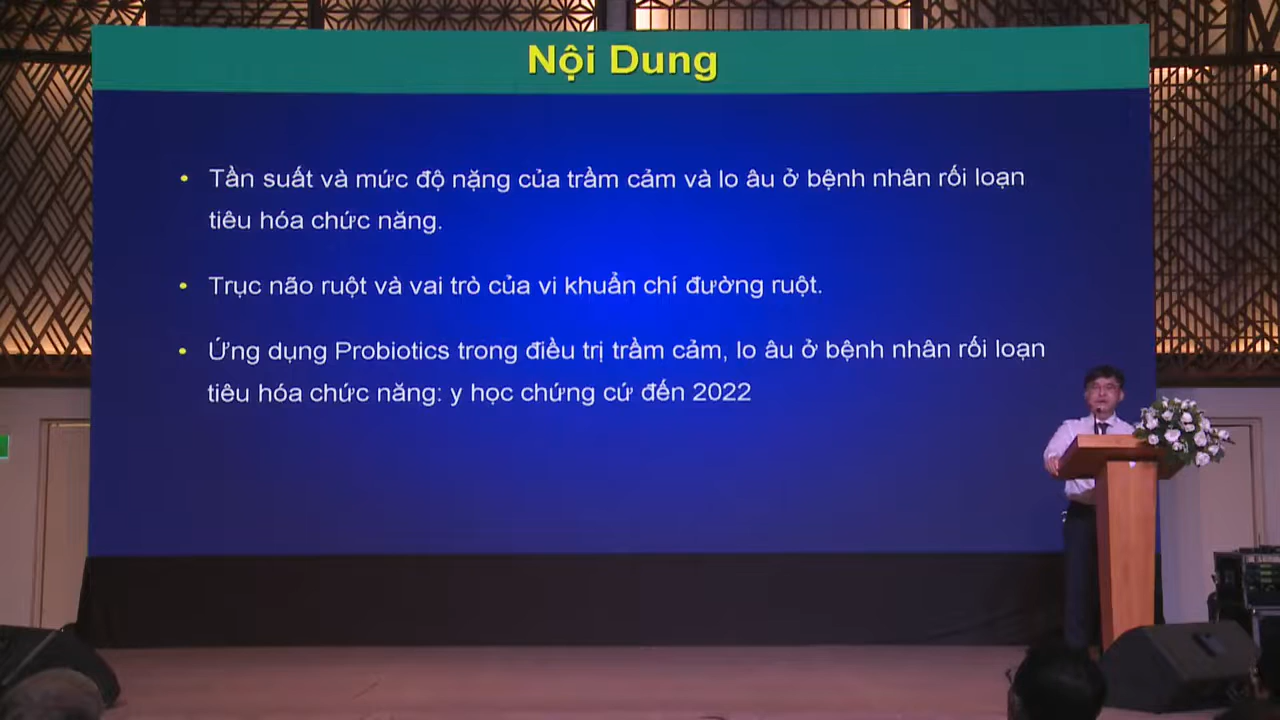 Nội Dung
• Tần suất và mức độ nặng của trầm cảm và lo âu ở bệnh nhân rối loạn
tiêu hóa chức năng.
• Trục não ruột và vai trò của vi khuẩn chí đường ruột.
• Ứng dụng Probiotics trong điều trị trầm cảm, lo âu ở bệnh nhân rối loạn
tiêu hóa chức năng: y học chứng cứ đến 2022